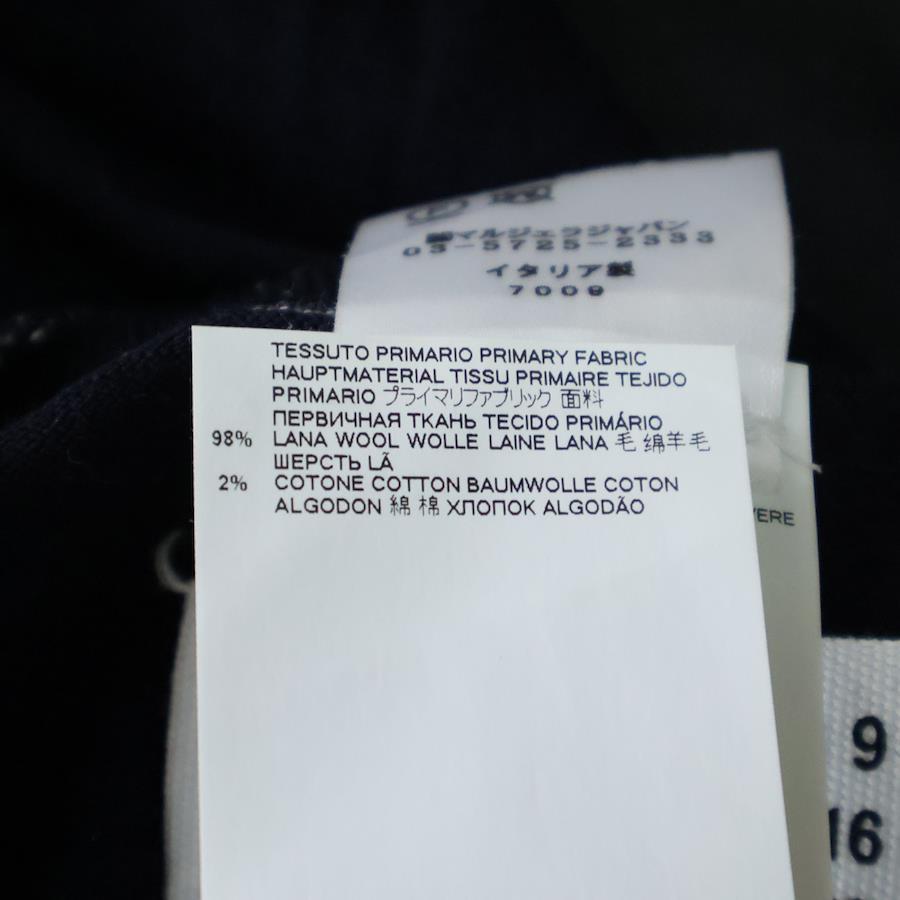 ㈱マルジェラジャパン
03-5725-2333
イタリア製
7009
TESSUTO PRIMARIO PRIMARY FABRIC
HAUPTMATERIAL TISSU PRIMAIRE TEJIDO
PRIMARIO プライマリファブリック 面料
ПЕРВИЧНАЯ ТКАНЬ TECIDO PRIMÁRIO
98% LANA WOOL WOLLE LAINE LANA 毛 绵羊毛
ШЕРСТЬ LÃ
2% COTONE COTTON BAUMWOLLE COTON
ALGODON 綿 棉 ХЛОПОК ALGODÃO
9
16